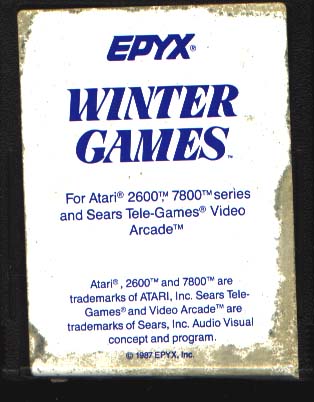 EPYX®
WINTER
GAMES™
For Atari® 2600™, 7800™ series
and Sears Tele-Games® Video
Arcade™
Atari®, 2600™ and 7800™ are
trademarks of ATARI, Inc. Sears Tele-
Games® and Video Arcade™ are
trademarks of Sears, Inc. Audio Visual
concept and program.
© 1987 EPYX, Inc.